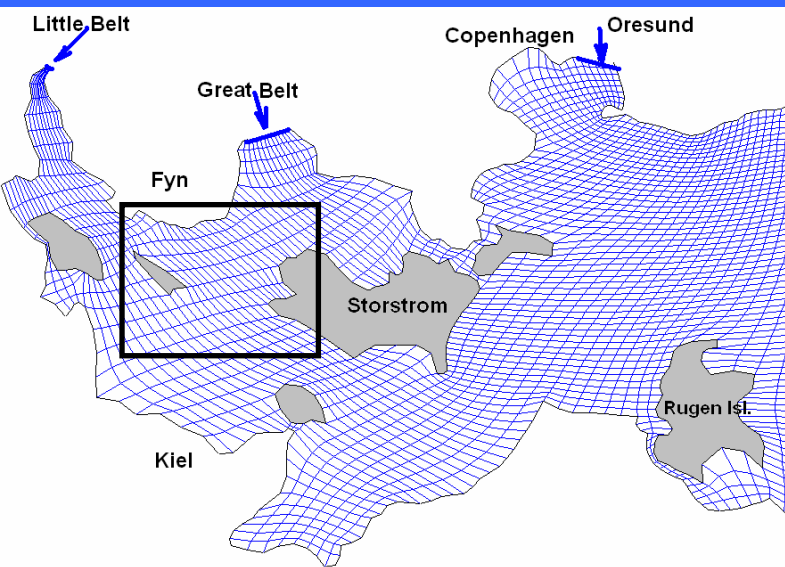 Little Belt
Oresund
Copenhagen
Great Belt
Fyn
Storstrom
Rugen Isl.
Kiel